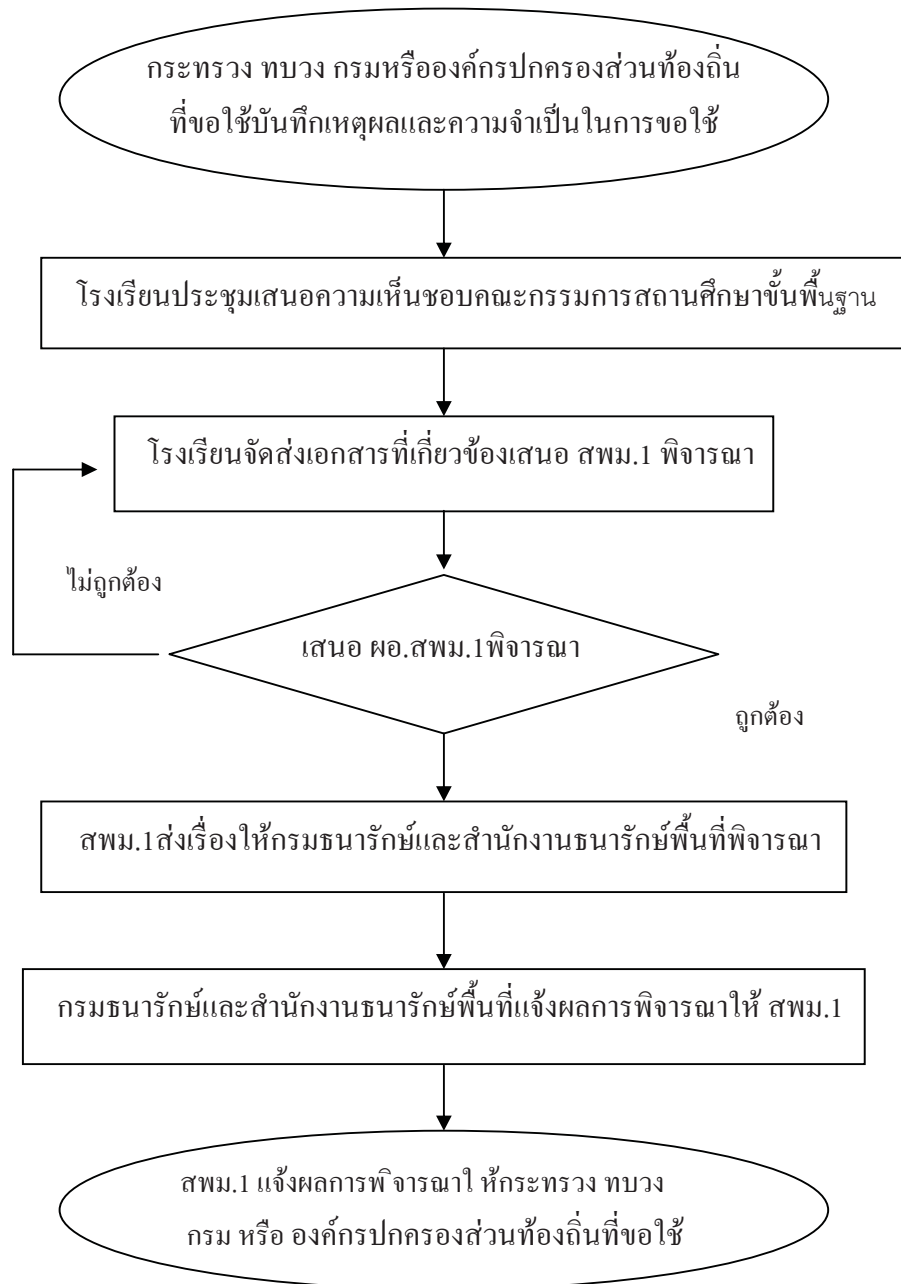 กระทรวง ทบวง กรมหรือองค์กรปกครองส่วนท้องถิ่น
ที่ขอใช้บันทึกเหตุผลและความจำเป็นในการขอใช้
โรงเรียนประชุมเสนอความเห็นชอบคณะกรรมการสถานศึกษาขั้นพื้นฐาน
โรงเรียนจัดส่งเอกสารที่เกี่ยวข้องเสนอ สพม.1 พิจารณา
ไม่ถูกต้อง
เสนอ ผอ.สพม.1พิจารณา
ถูกต้อง
สพม.1ส่งเรื่องให้กรมธนารักษ์และสำนักงานธนารักษ์พื้นที่พิจารณา
กรมธนารักษ์และสำนักงานธนารักษ์พื้นที่แจ้งผลการพิจารณาให้ สพม.1
สพม.1 แจ้งผลการพิจารณาให้กระทรวง ทบวง
กรม หรือ องค์กรปกครองส่วนท้องถิ่นที่ขอใช้